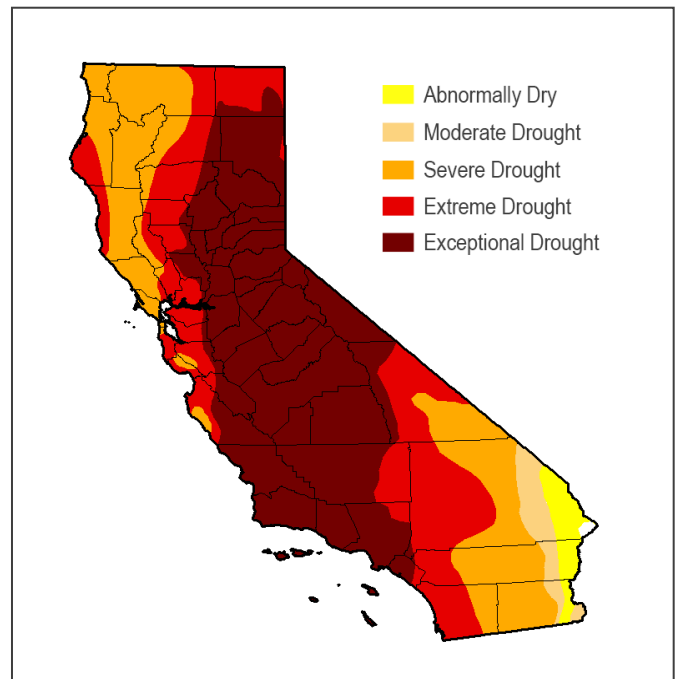 Abnormally Dry
Moderate Drought
Severe Drought
Extreme Drought
Exceptional Drought